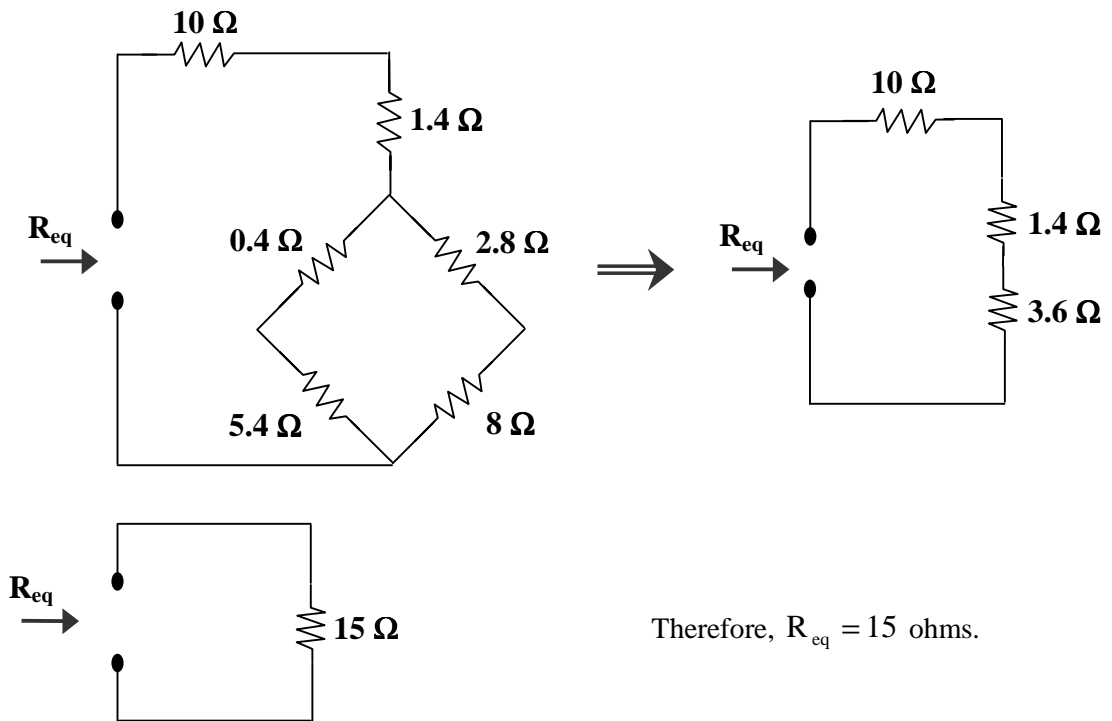 10 Ω
1.4 Ω
R_eq
0.4 Ω
2.8 Ω
5.4 Ω
8 Ω
10 Ω
R_eq
1.4 Ω
3.6 Ω
R_eq
15 Ω
Therefore, R_eq = 15 ohms.